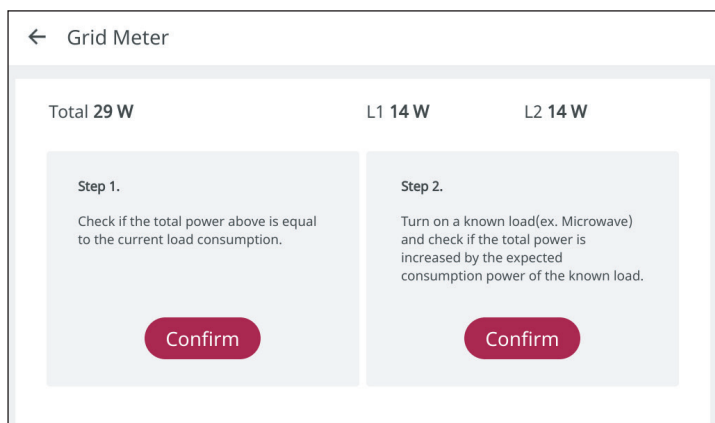 ← Grid Meter
Total 29 W
L1 14 W
L2 14 W
Step 1.
Check if the total power above is equal
to the current load consumption.
Confirm
Step 2.
Turn on a known load(ex. Microwave)
and check if the total power is
increased by the expected
consumption power of the known load.
Confirm